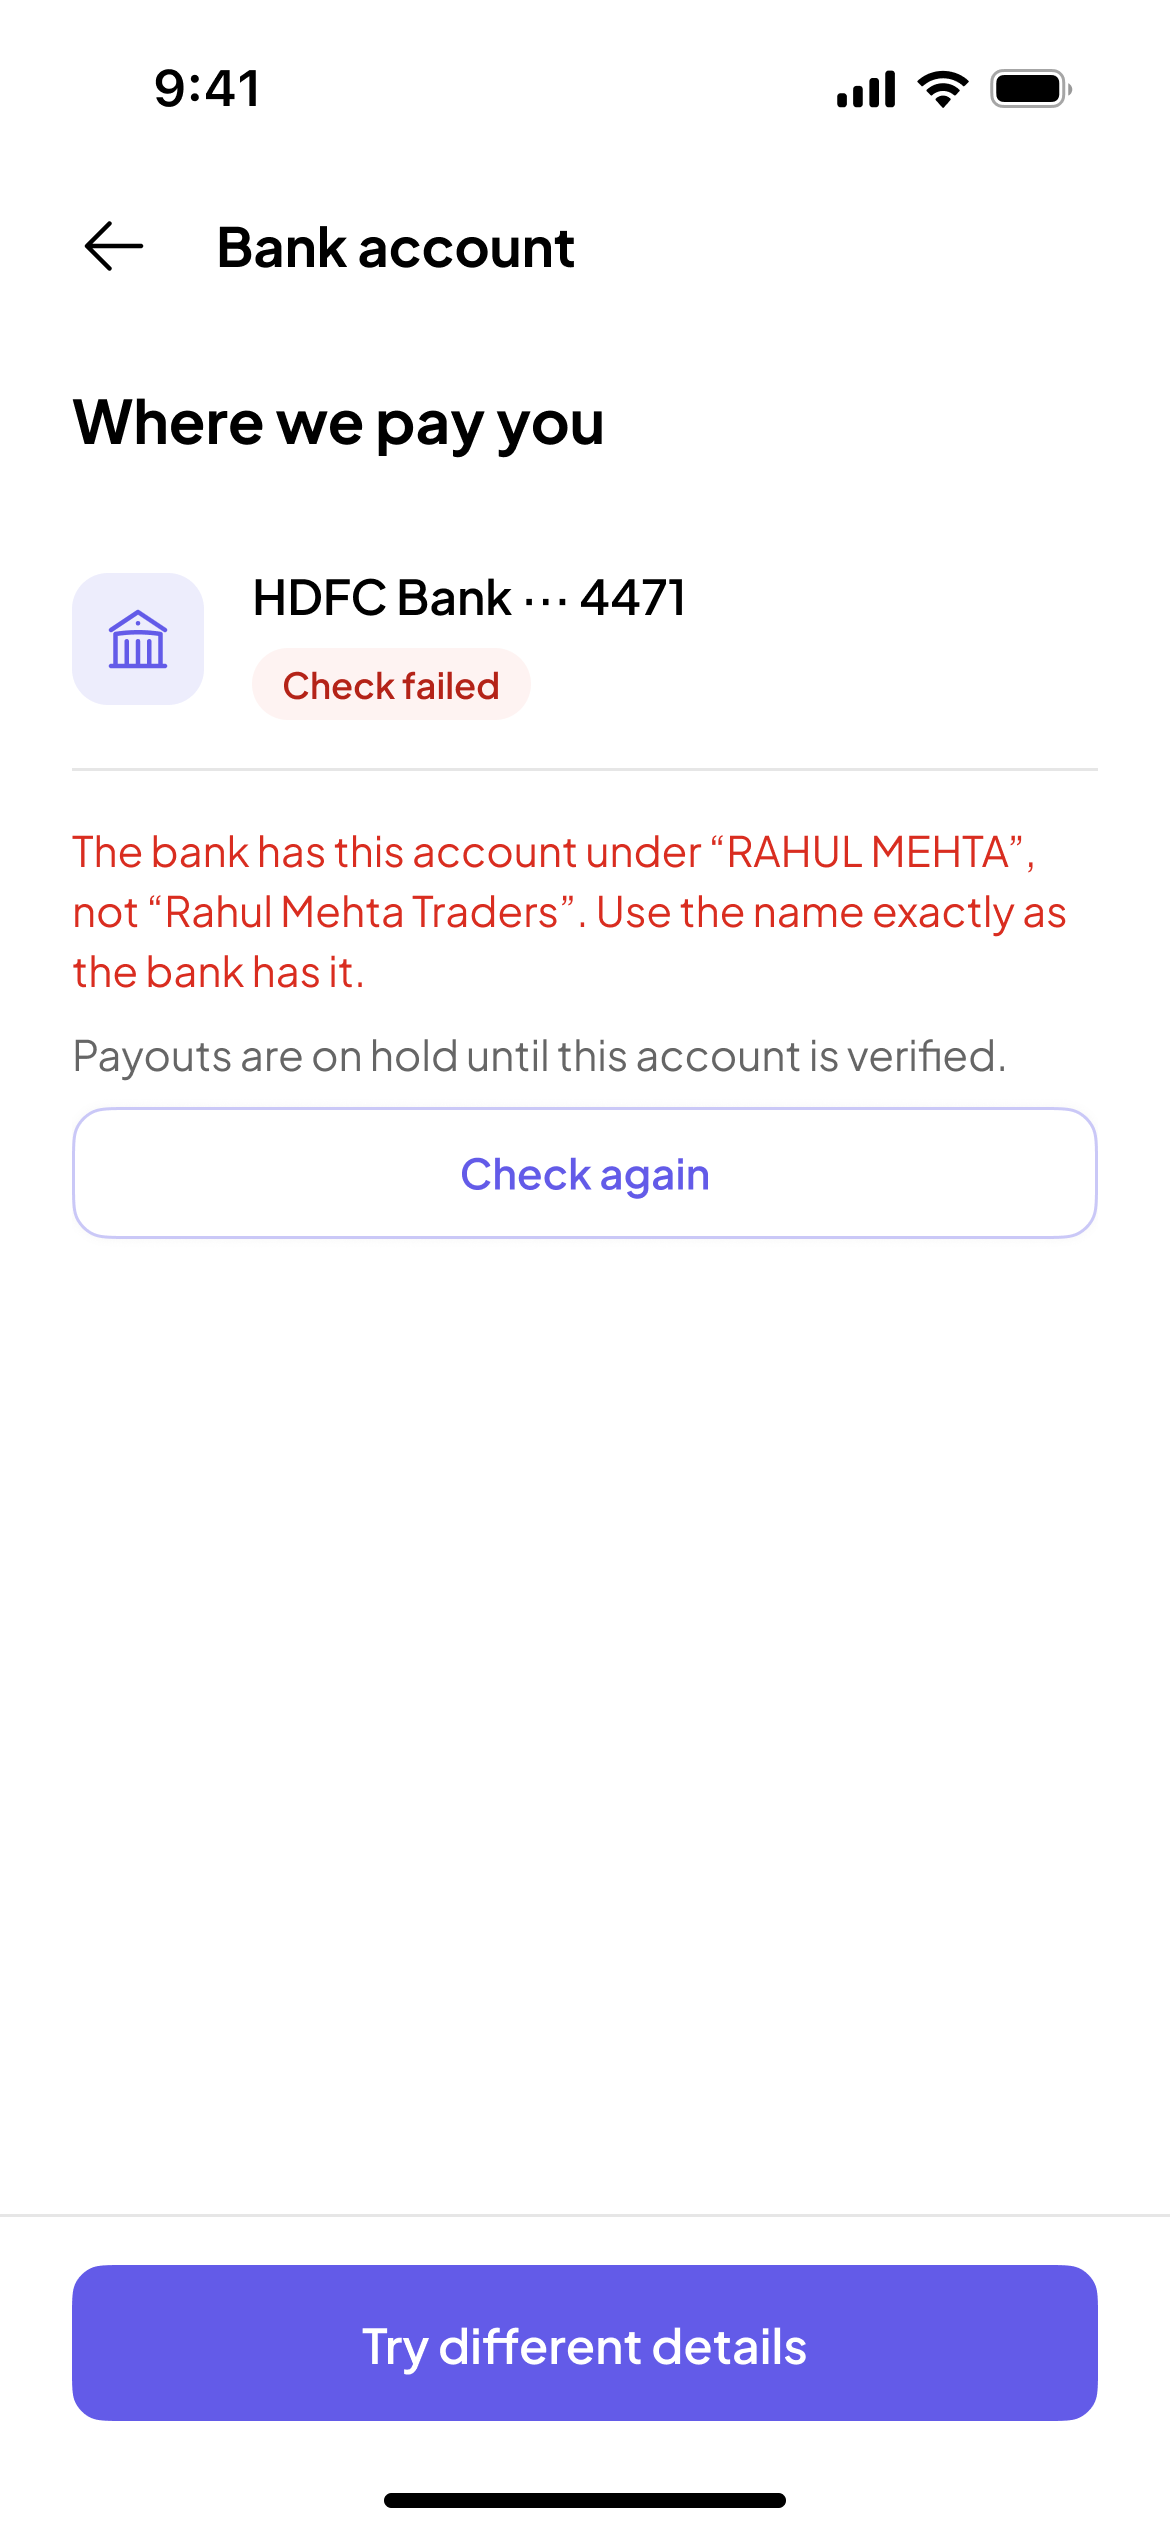 9:41
Bank account
Where we pay you
HDFC Bank ··· 4471
Check failed
The bank has this account under “RAHUL MEHTA”,
not “Rahul Mehta Traders”. Use the name exactly as
the bank has it.
Payouts are on hold until this account is verified.
Check again
Try different details